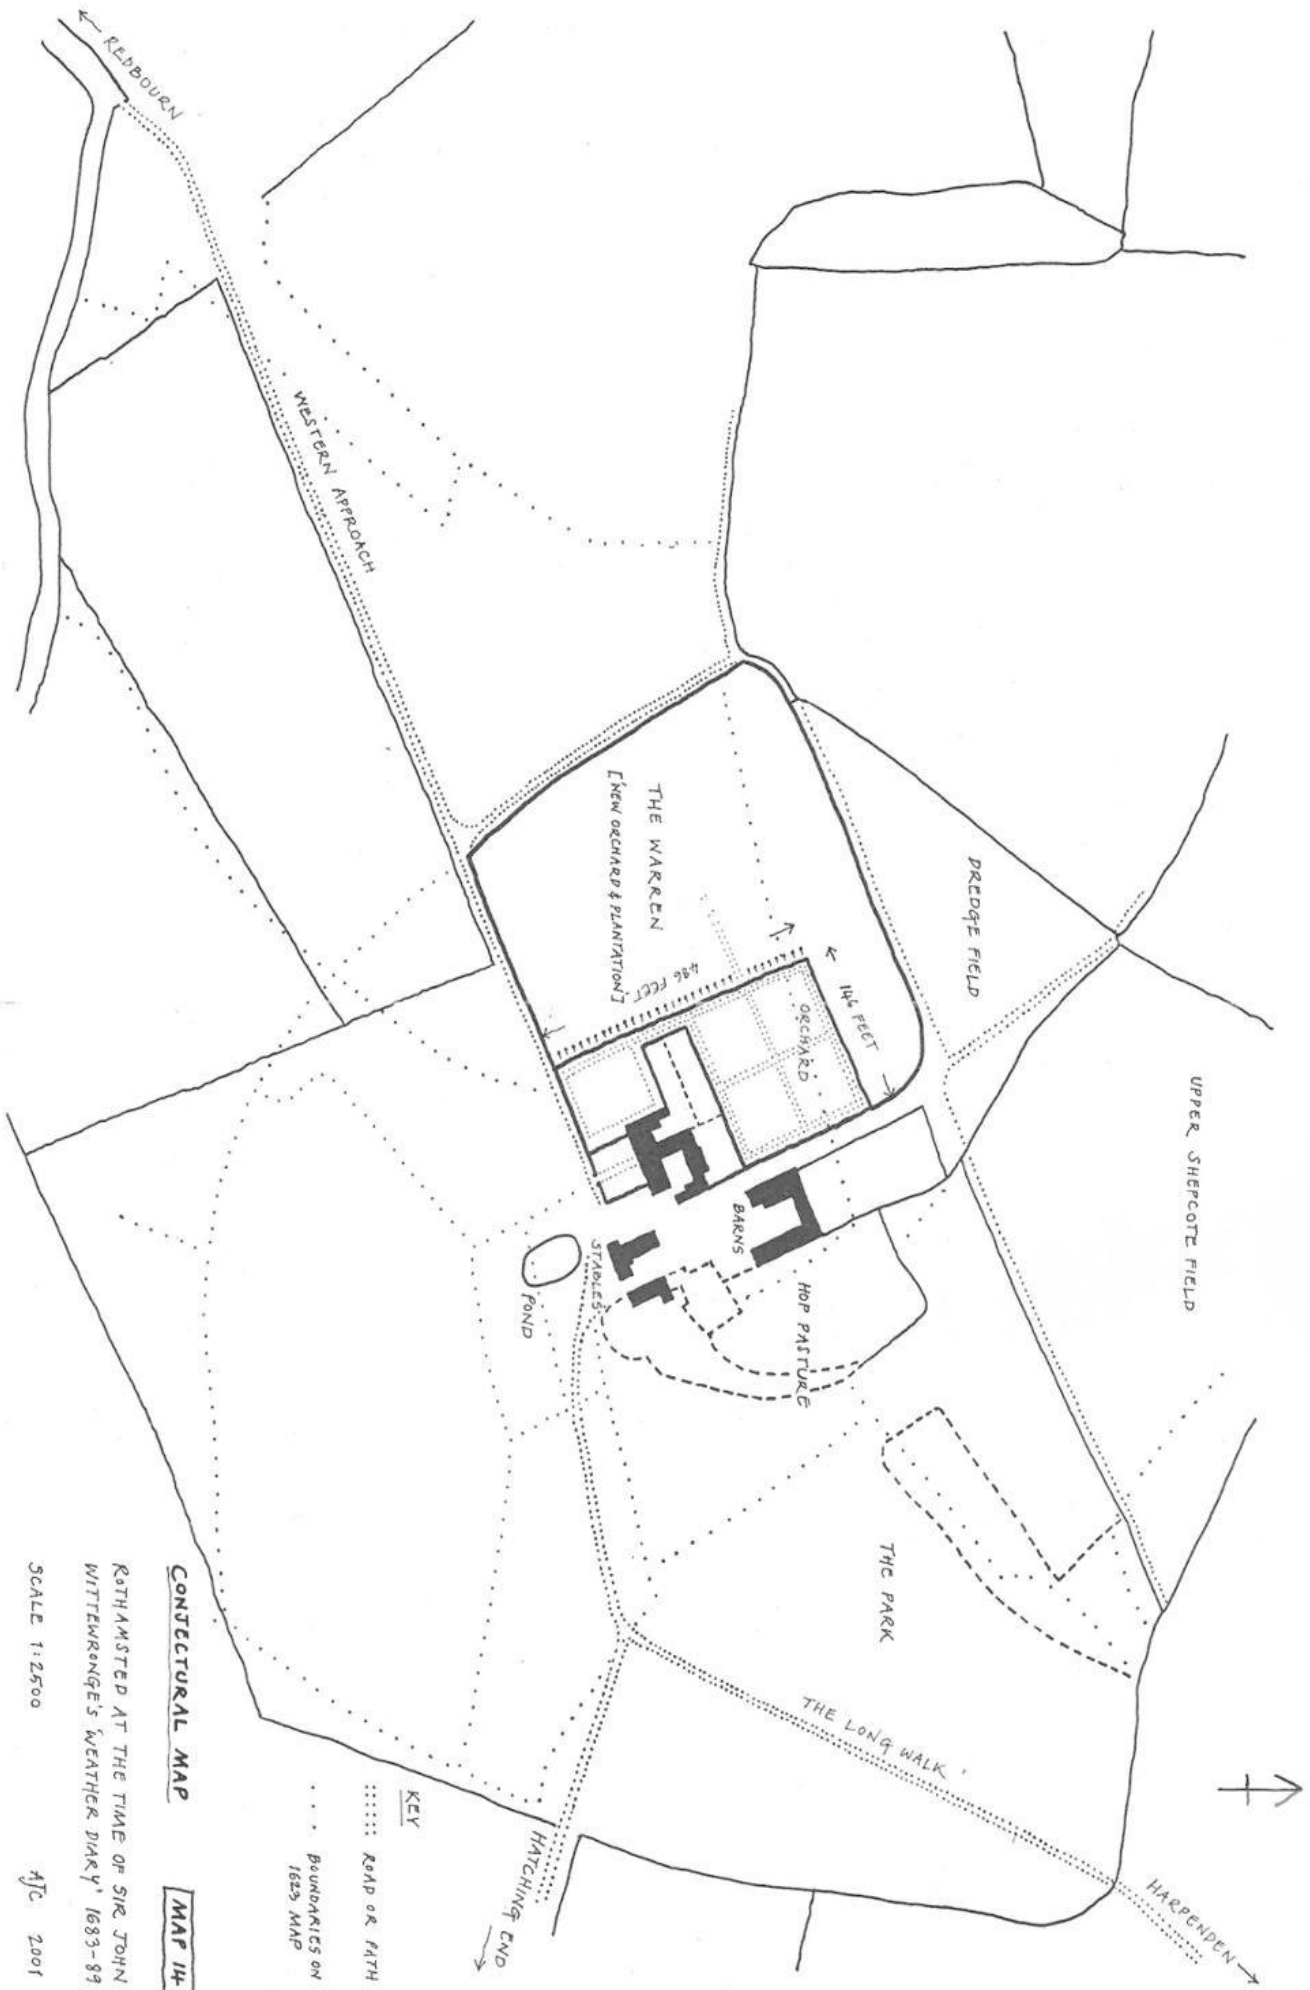 ← REDBOURN
WESTERN APPROACH
THE WARREN
[NEW ORCHARD & PLANTATION]
486 FEET
146 FEET
ORCHARD
DREDGE FIELD
UPPER SHEPCOTE FIELD
BARNS
STABLES
POND
HOP PASTURE
THE PARK
THE LONG WALK
HARPENDEN →
HATCHING END →
KEY
ROAD OR PATH
BOUNDARIES ON
1623 MAP
CONJECTURAL MAP
MAP 14
ROTHAMSTED AT THE TIME OF SIR JOHN
WITTEWRONGE'S 'WEATHER DIARY' 1683-89
SCALE 1:2500
AJC 2001